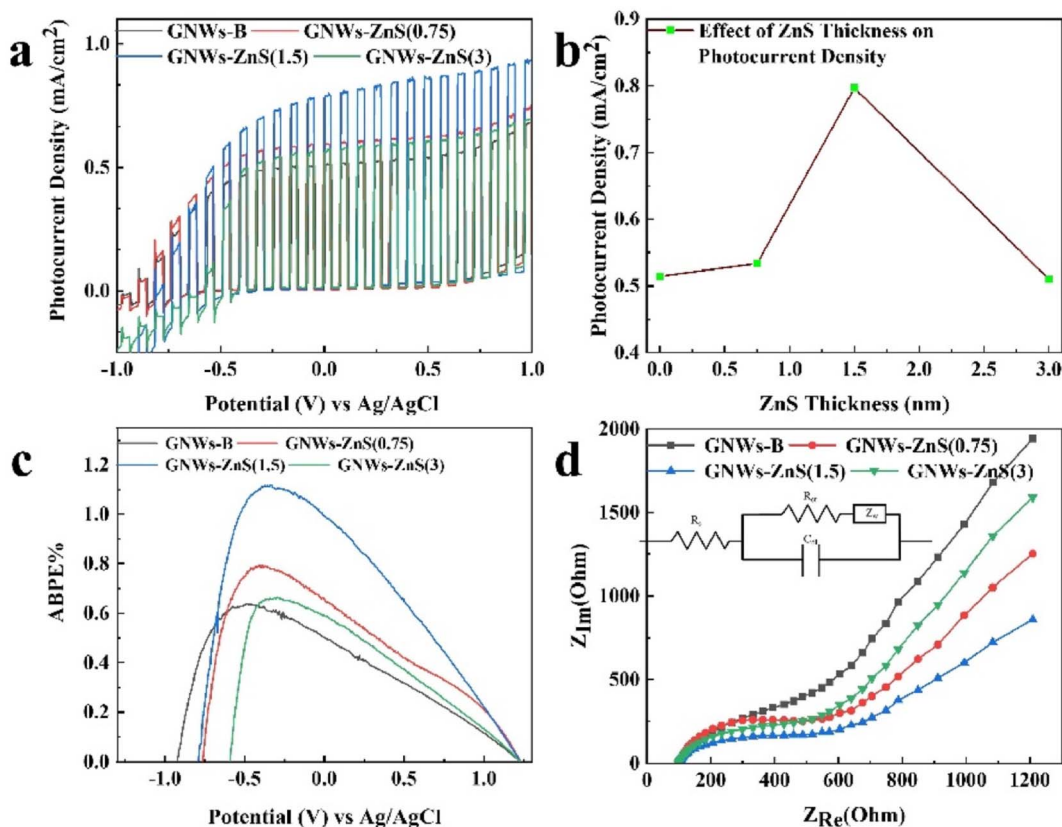 a
GNWs-B GNWs-ZnS(0.75)
GNWs-ZnS(1.5) GNWs-ZnS(3)
Photocurrent Density (mA/cm²)
1.0
0.5
0.0
-1.0 -0.5 0.0 0.5 1.0
Potential (V) vs Ag/AgCl
b
Effect of ZnS Thickness on
Photocurrent Density
Photocurrent Density (mA/cm²)
0.9
0.8
0.7
0.6
0.5
0.4
0.0 0.5 1.0 1.5 2.0 2.5 3.0
ZnS Thickness (nm)
c
GNWs-B GNWs-ZnS(0.75)
GNWs-ZnS(1.5) GNWs-ZnS(3)
ABPE%
1.2
1.0
0.8
0.6
0.4
0.2
0.0
-1.0 -0.5 0.0 0.5 1.0
Potential (V) vs Ag/AgCl
d
GNWs-B GNWs-ZnS(0.75)
GNWs-ZnS(1.5) GNWs-ZnS(3)
Z_Im(Ohm)
2000
1500
1000
500
0
0 200 400 600 800 1000 1200
Z_Re(Ohm)